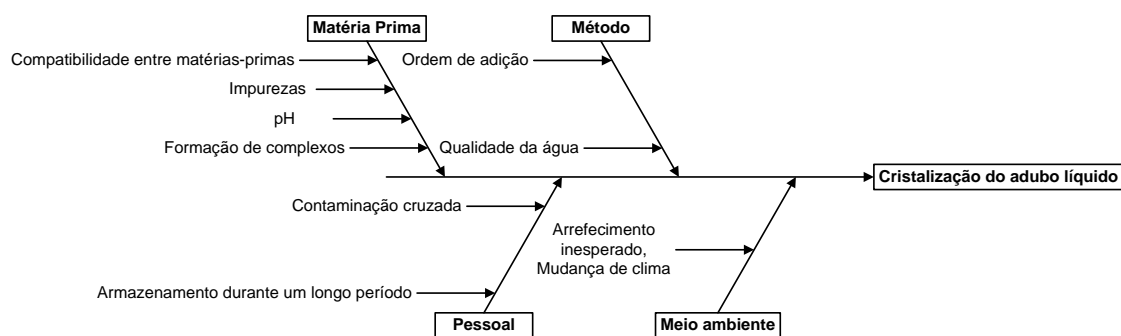 Matéria Prima
Método
Compatibilidade entre matérias-primas
Ordem de adição
Impurezas
pH
Formação de complexos
Qualidade da água
Cristalização do adubo líquido
Contaminação cruzada
Arrefecimento
inesperado,
Mudança de clima
Armazenamento durante um longo período
Pessoal
Meio ambiente